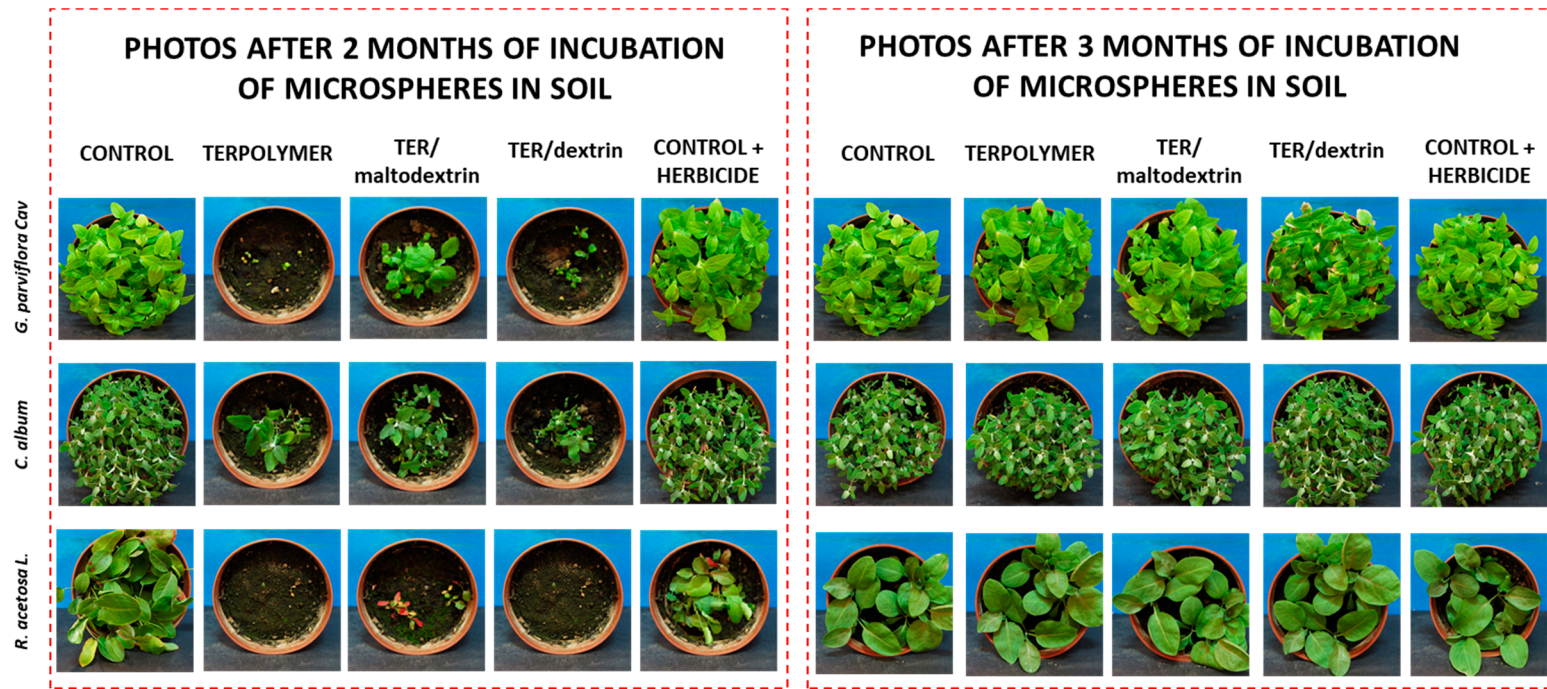 PHOTOS AFTER 2 MONTHS OF INCUBATION
OF MICROSPHERES IN SOIL
CONTROL
TERPOLYMER
TER/
maltodextrin
TER/dextrin
CONTROL +
HERBICIDE
PHOTOS AFTER 3 MONTHS OF INCUBATION
OF MICROSPHERES IN SOIL
CONTROL
TERPOLYMER
TER/
maltodextrin
TER/dextrin
CONTROL +
HERBICIDE
G. parviflora Cav
C. album
R. acetosa L.